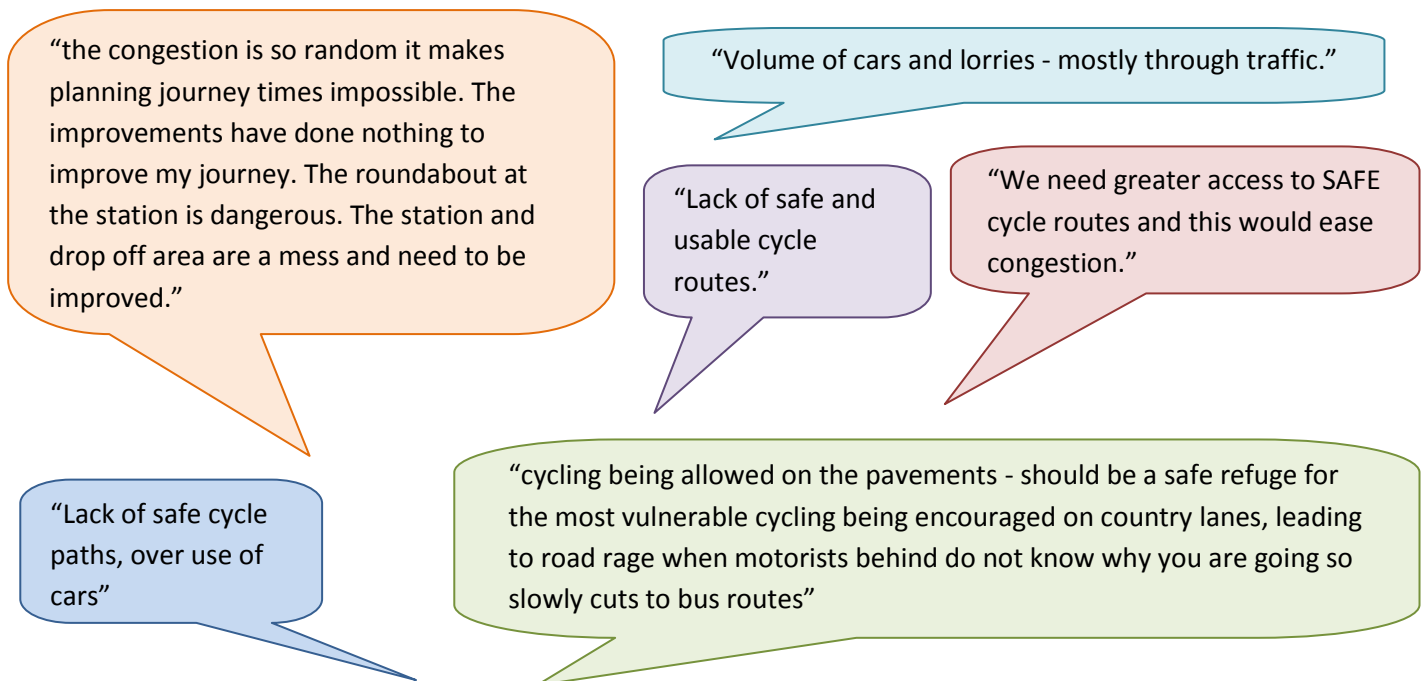 “the congestion is so random it makes
planning journey times impossible. The
improvements have done nothing to
improve my journey. The roundabout at
the station is dangerous. The station and
drop off area are a mess and need to be
improved.”
“Volume of cars and lorries - mostly through traffic.”
“Lack of safe and
usable cycle
routes.”
“We need greater access to SAFE
cycle routes and this would ease
congestion.”
“Lack of safe cycle
paths, over use of
cars”
“cycling being allowed on the pavements - should be a safe refuge for
the most vulnerable cycling being encouraged on country lanes, leading
to road rage when motorists behind do not know why you are going so
slowly cuts to bus routes”